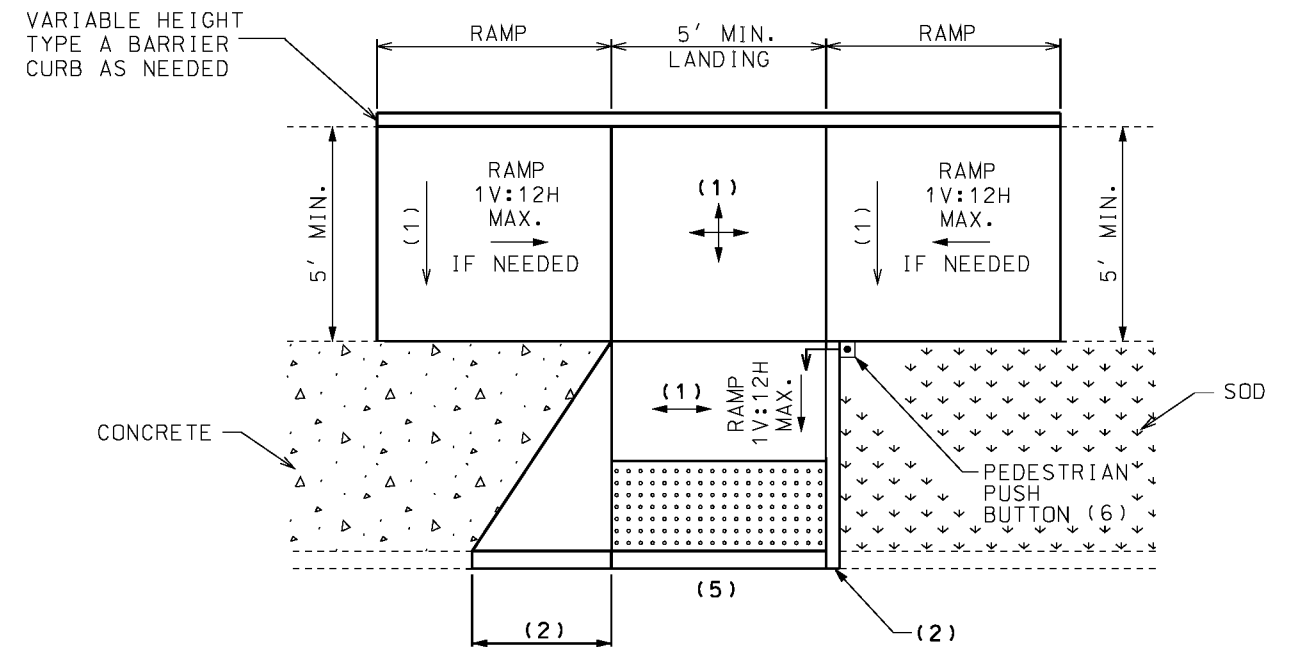 VARIABLE HEIGHT
TYPE A BARRIER
CURB AS NEEDED
RAMP
5' MIN.
LANDING
RAMP
5' MIN.
(1)
RAMP
1V:12H
MAX.
IF NEEDED
(1)
(1)
RAMP
1V:12H
MAX.
IF NEEDED
5' MIN.
CONCRETE
(1)
RAMP
1V:12H
MAX.
SOD
PEDESTRIAN
PUSH
BUTTON (6)
(5)
(2)
(2)